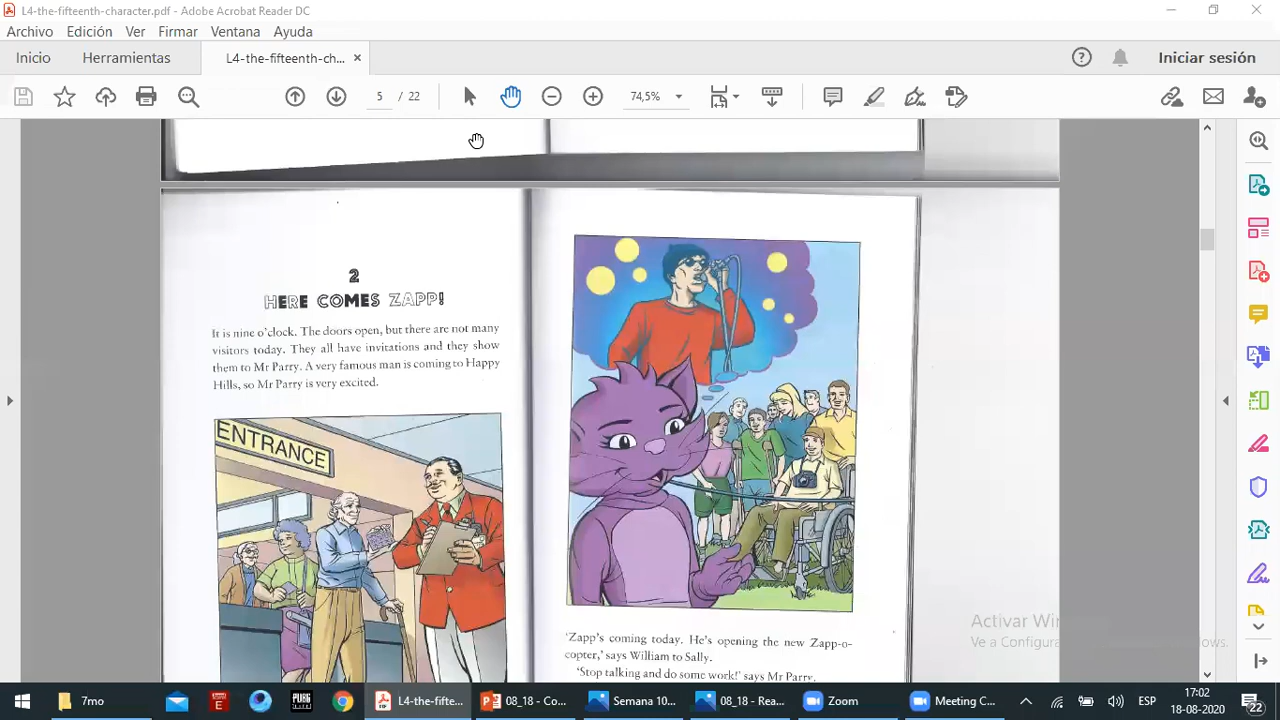 L4-the-fifteenth-character.pdf - Adobe Acrobat Reader DC
Archivo Edición Ver Firmar Ventana Ayuda
Inicio Herramientas L4-the-fifteenth-ch... × Iniciar sesión
5 / 22 74,5%
2
HERE COMES ZAPP!
It is nine o'clock. The doors open, but there are not many
visitors today. They all have invitations and they show
them to Mr Parry. A very famous man is coming to Happy
Hills, so Mr Parry is very excited.
ENTRANCE
'Zapp's coming today. He's opening the new Zapp-o-
copter,' says William to Sally.
'Stop talking and do some work!' says Mr Parry.
Activar Wi
Ve a Configura
dows.
7mo L4-the-fifte... 08_18 - Co... Semana 10... 08_18 - Rea... Zoom Meeting C... ESP 17:02
18-08-2020 22